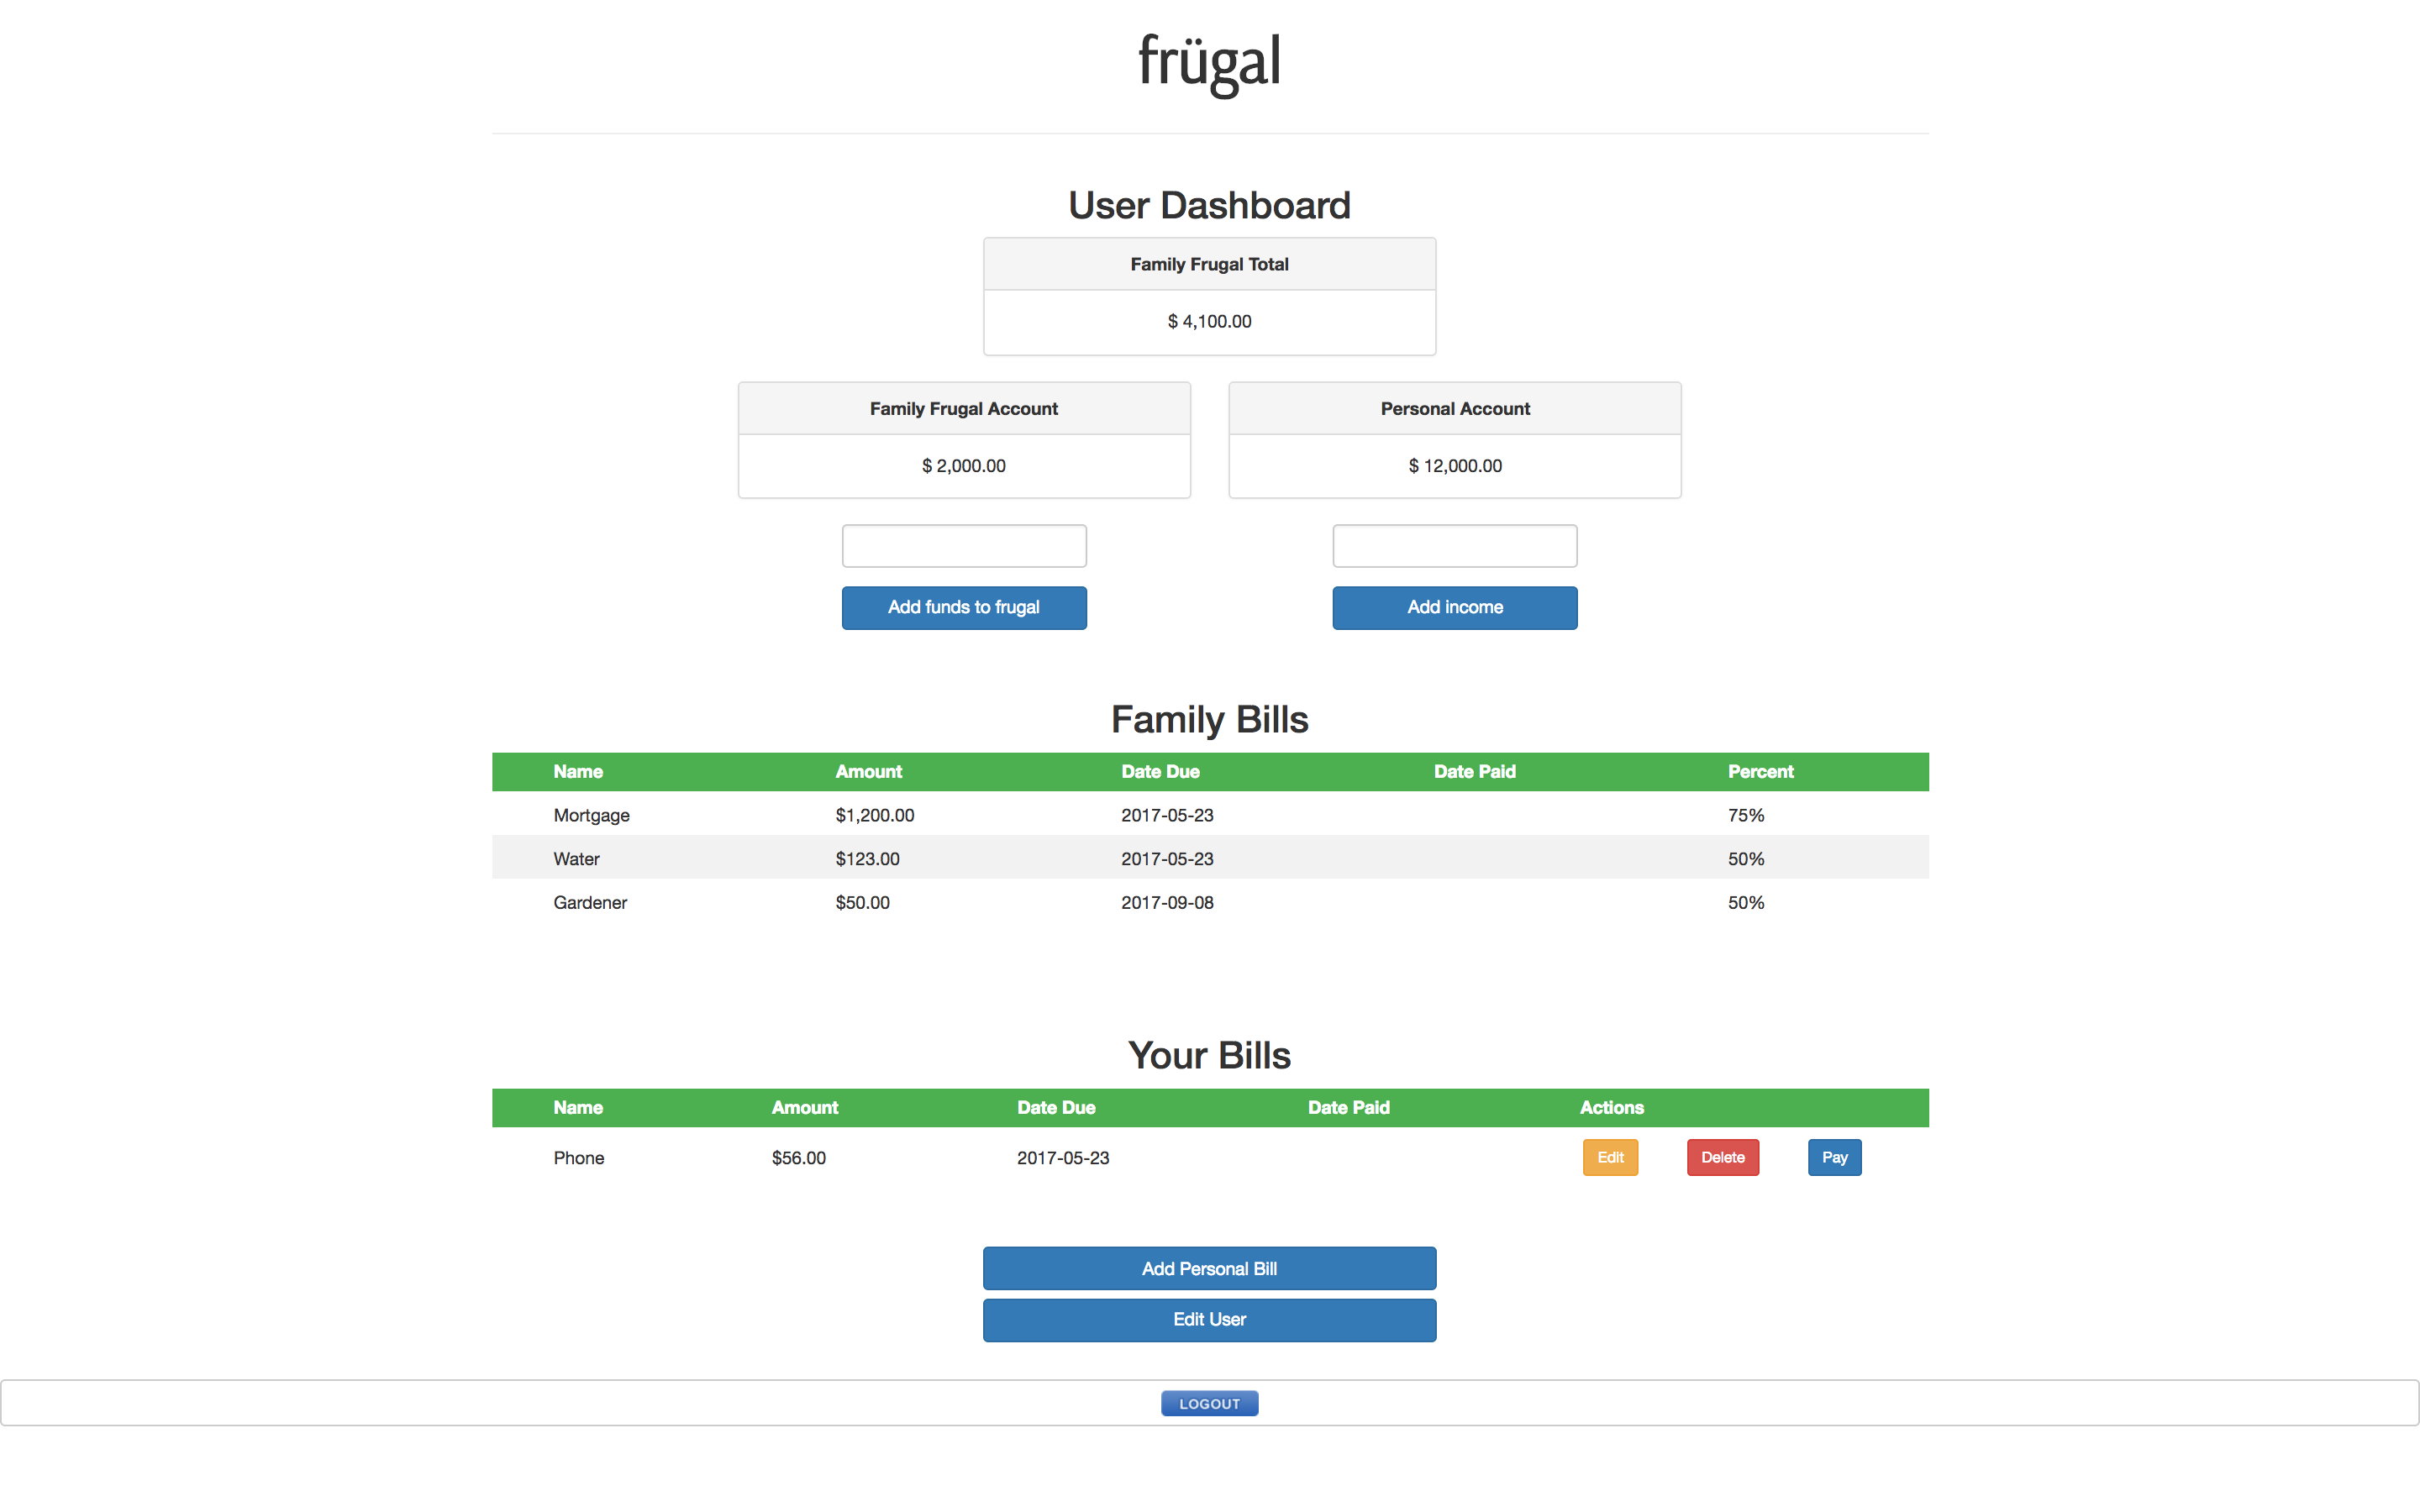 frügal
User Dashboard
Family Frugal Total
$ 4,100.00
Family Frugal Account Personal Account
$ 2,000.00 $ 12,000.00
Add funds to frugal Add income
Family Bills
Name Amount Date Due Date Paid Percent
Mortgage $1,200.00 2017-05-23 75%
Water $123.00 2017-05-23 50%
Gardener $50.00 2017-09-08 50%
Your Bills
Name Amount Date Due Date Paid Actions
Phone $56.00 2017-05-23 Edit Delete Pay
Add Personal Bill
Edit User
LOGOUT